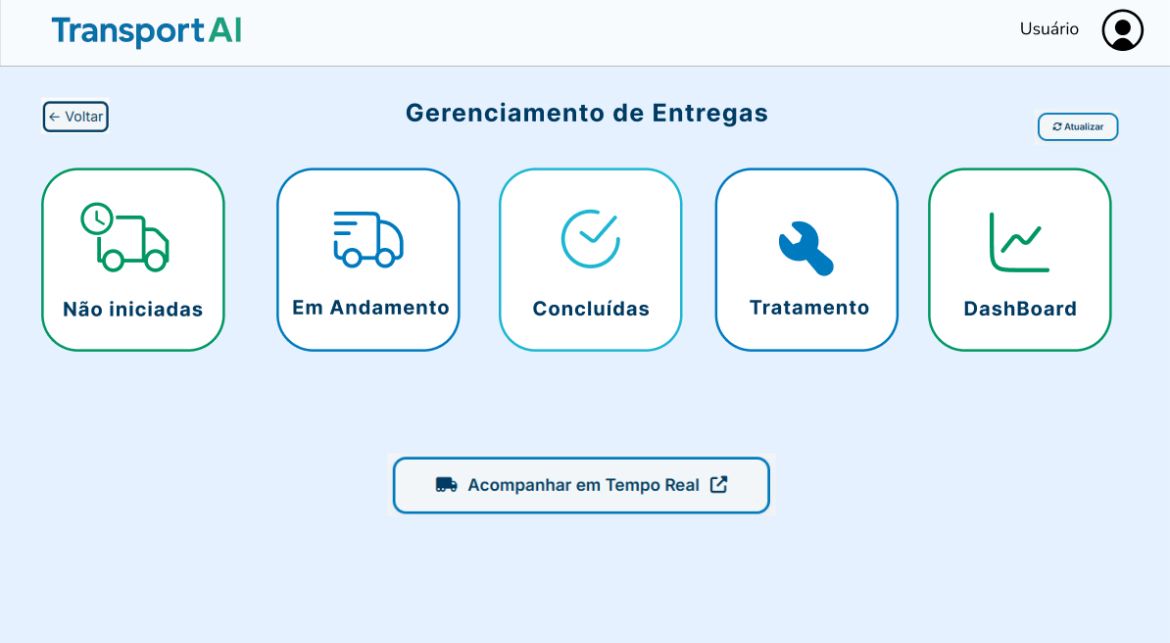 TransportAI
Usuário
← Voltar
Gerenciamento de Entregas
Atualizar
Não iniciadas
Em Andamento
Concluídas
Tratamento
DashBoard
Acompanhar em Tempo Real